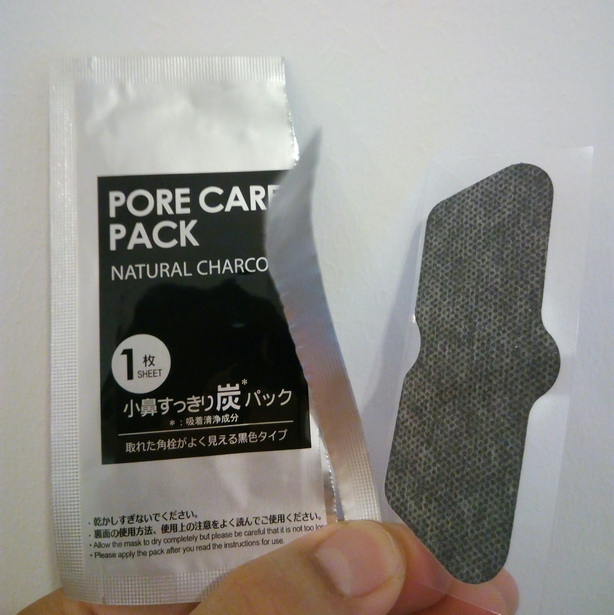 PORE CARE
PACK
NATURAL CHARCO
1枚
SHEET
小鼻すっきり炭*パック
*:吸着清浄成分
取れた角栓がよく見える黒色タイプ
・乾かしすぎないでください。
・裏面の使用方法、使用上の注意をよく読んでご使用ください。
• Allow the mask to dry completely but please be careful that it is not too lo
• Please apply the pack after you read the instructions for use.